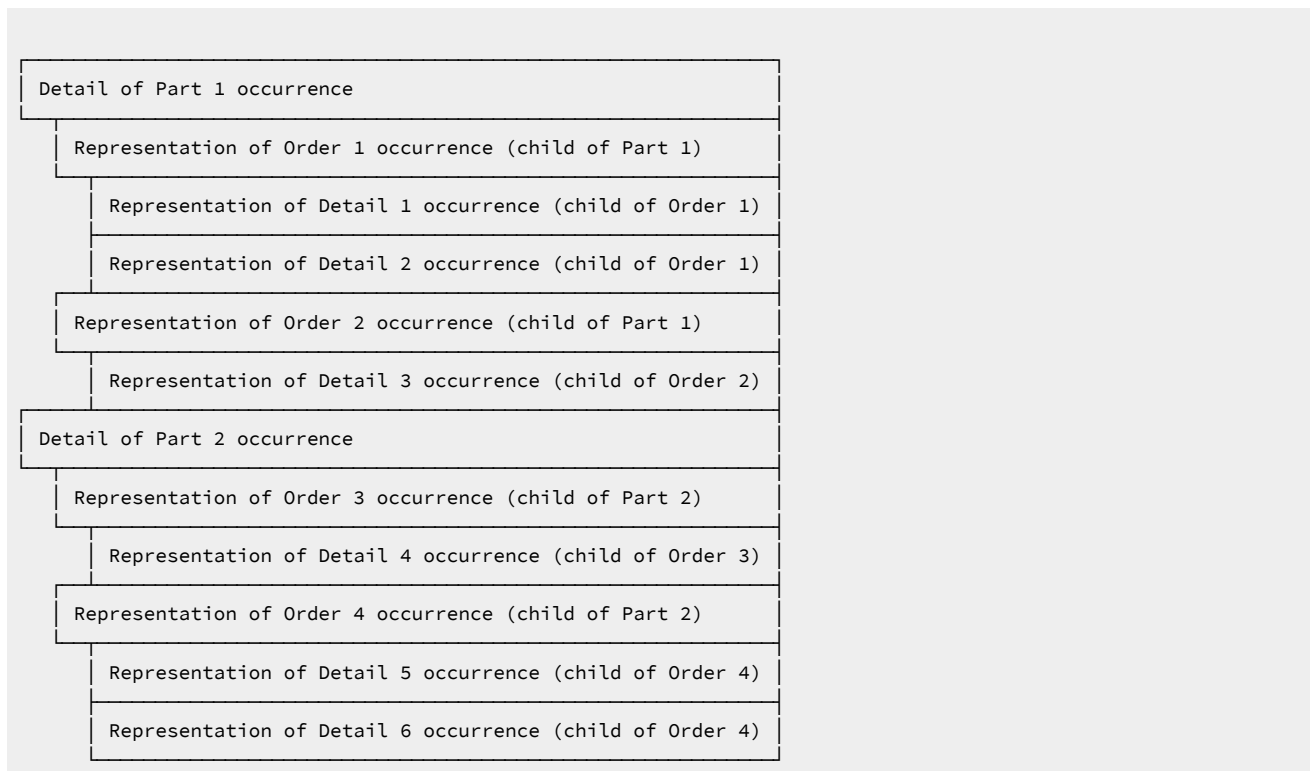 Detail of Part 1 occurrence
Representation of Order 1 occurrence (child of Part 1)
Representation of Detail 1 occurrence (child of Order 1)
Representation of Detail 2 occurrence (child of Order 1)
Representation of Order 2 occurrence (child of Part 1)
Representation of Detail 3 occurrence (child of Order 2)
Detail of Part 2 occurrence
Representation of Order 3 occurrence (child of Part 2)
Representation of Detail 4 occurrence (child of Order 3)
Representation of Order 4 occurrence (child of Part 2)
Representation of Detail 5 occurrence (child of Order 4)
Representation of Detail 6 occurrence (child of Order 4)